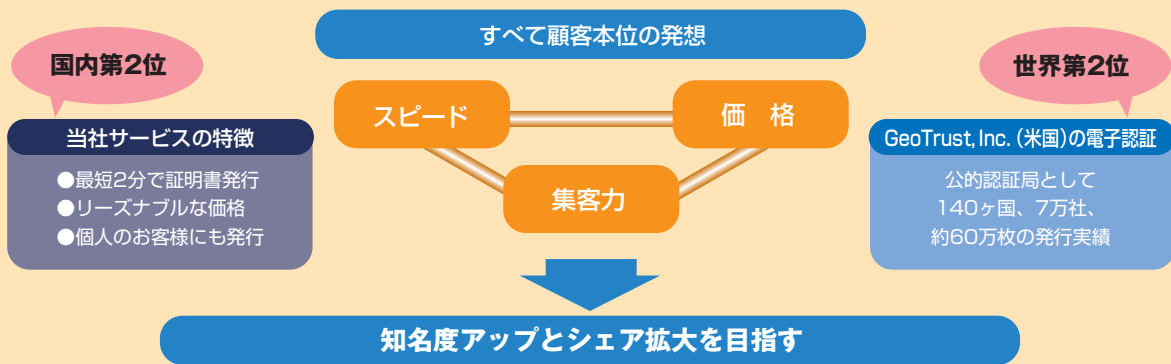 すべて顧客本位の発想
国内第2位
世界第2位
スピード
価　格
集客力
当社サービスの特徴
●最短2分で証明書発行
●リーズナブルな価格
●個人のお客様にも発行
GeoTrust,Inc.（米国）の電子認証
公的認証局として
140ヶ国、7万社、
約60万枚の発行実績
知名度アップとシェア拡大を目指す